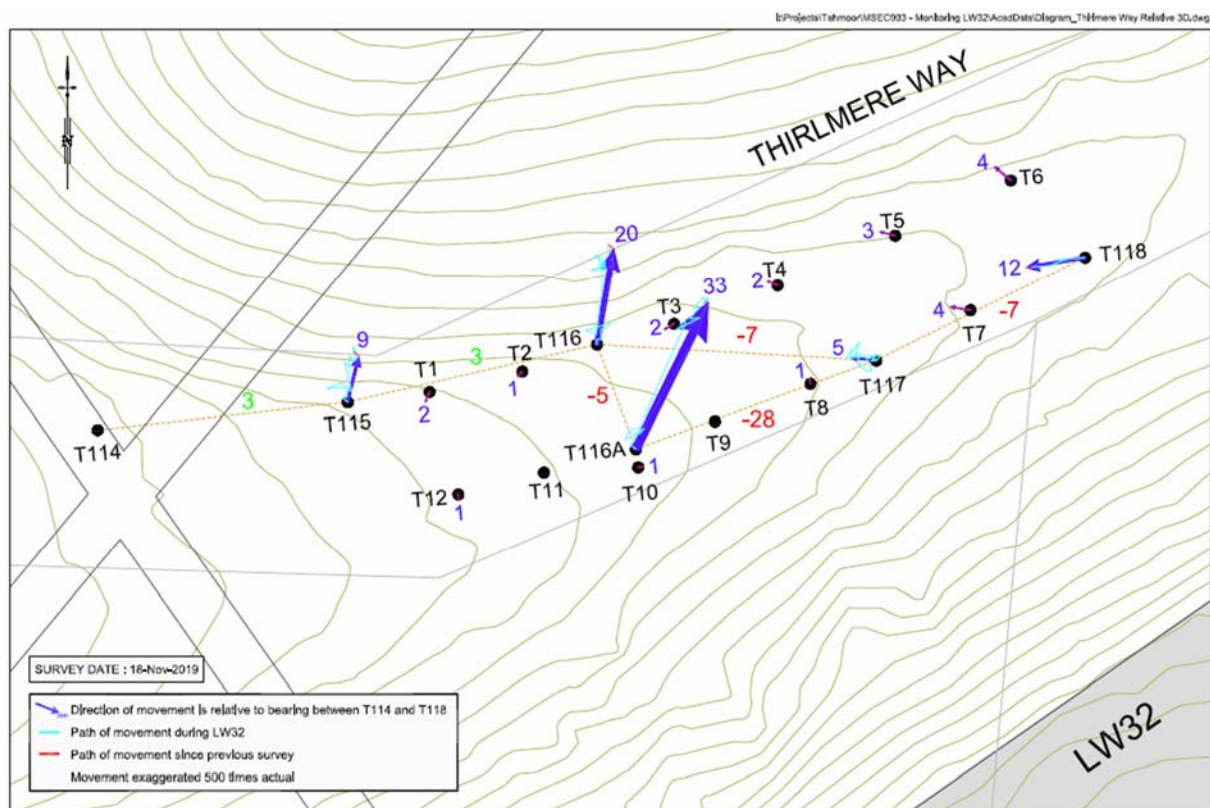 I:\Projects\Tahmoor\MSEC993 - Monitoring LW32\AcadData\Diagram_Thirlmere Way Relative 3D.dwg
N
THIRLMERE WAY
4
T6
20
3
T5
T118
12
33
2
T4
T3
2
4
T7
-7
9
T116
-7
5
T117
3
T2
1
T1
3
2
T115
-5
1
T8
T9
-28
T114
T116A
1
T10
T11
T12
1
SURVEY DATE : 18-Nov-2019
Direction of movement is relative to bearing between T114 and T118
Path of movement during LW32
Path of movement since previous survey
Movement exaggerated 500 times actual
LW32